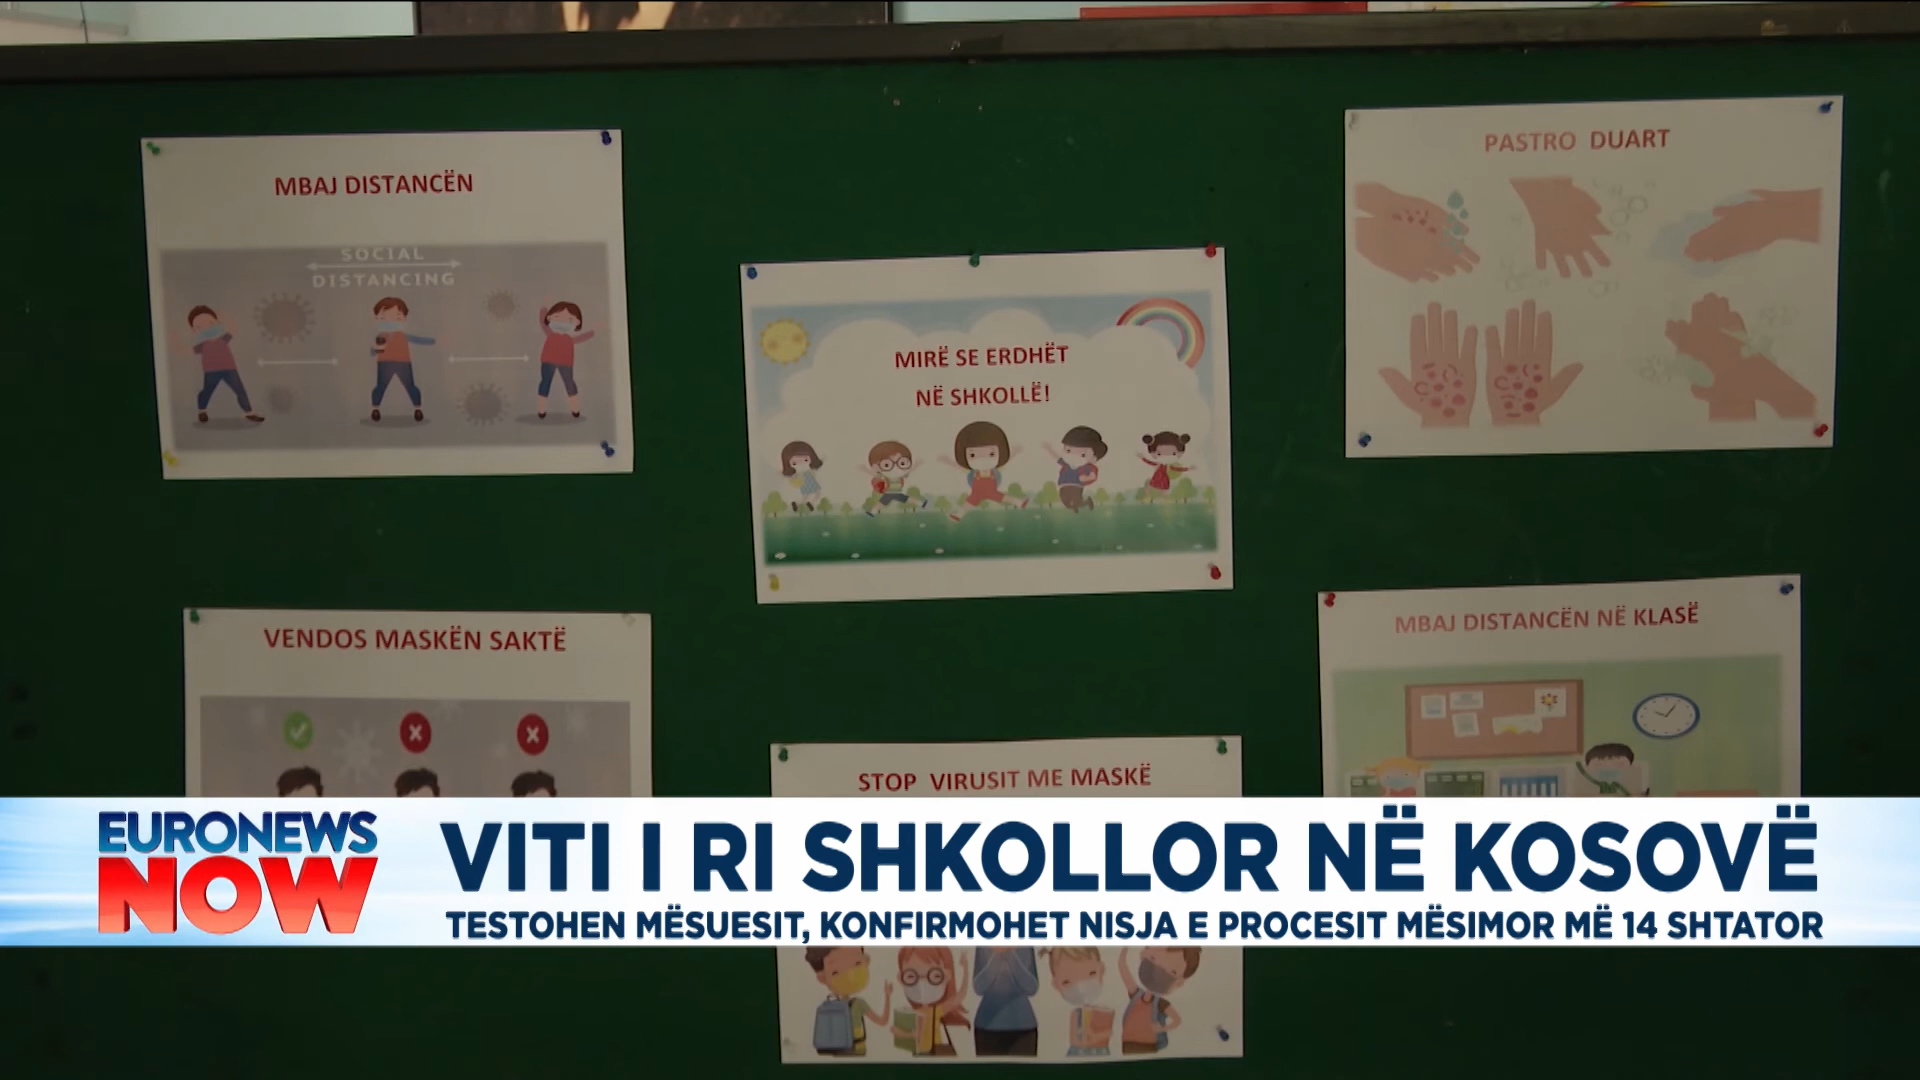 MBAJ DISTANCËN
SOCIAL
DISTANCING
MIRË SE ERDHËT
NË SHKOLLË!
PASTRO DUART
VENDOS MASKËN SAKTË
STOP VIRUSIT ME MASKË
MBAJ DISTANCËN NË KLASË
EURONEWS
NOW
VITI I RI SHKOLLOR NË KOSOVË
TESTOHEN MËSUESIT, KONFIRMOHET NISJA E PROCESIT MËSIMOR MË 14 SHTATOR